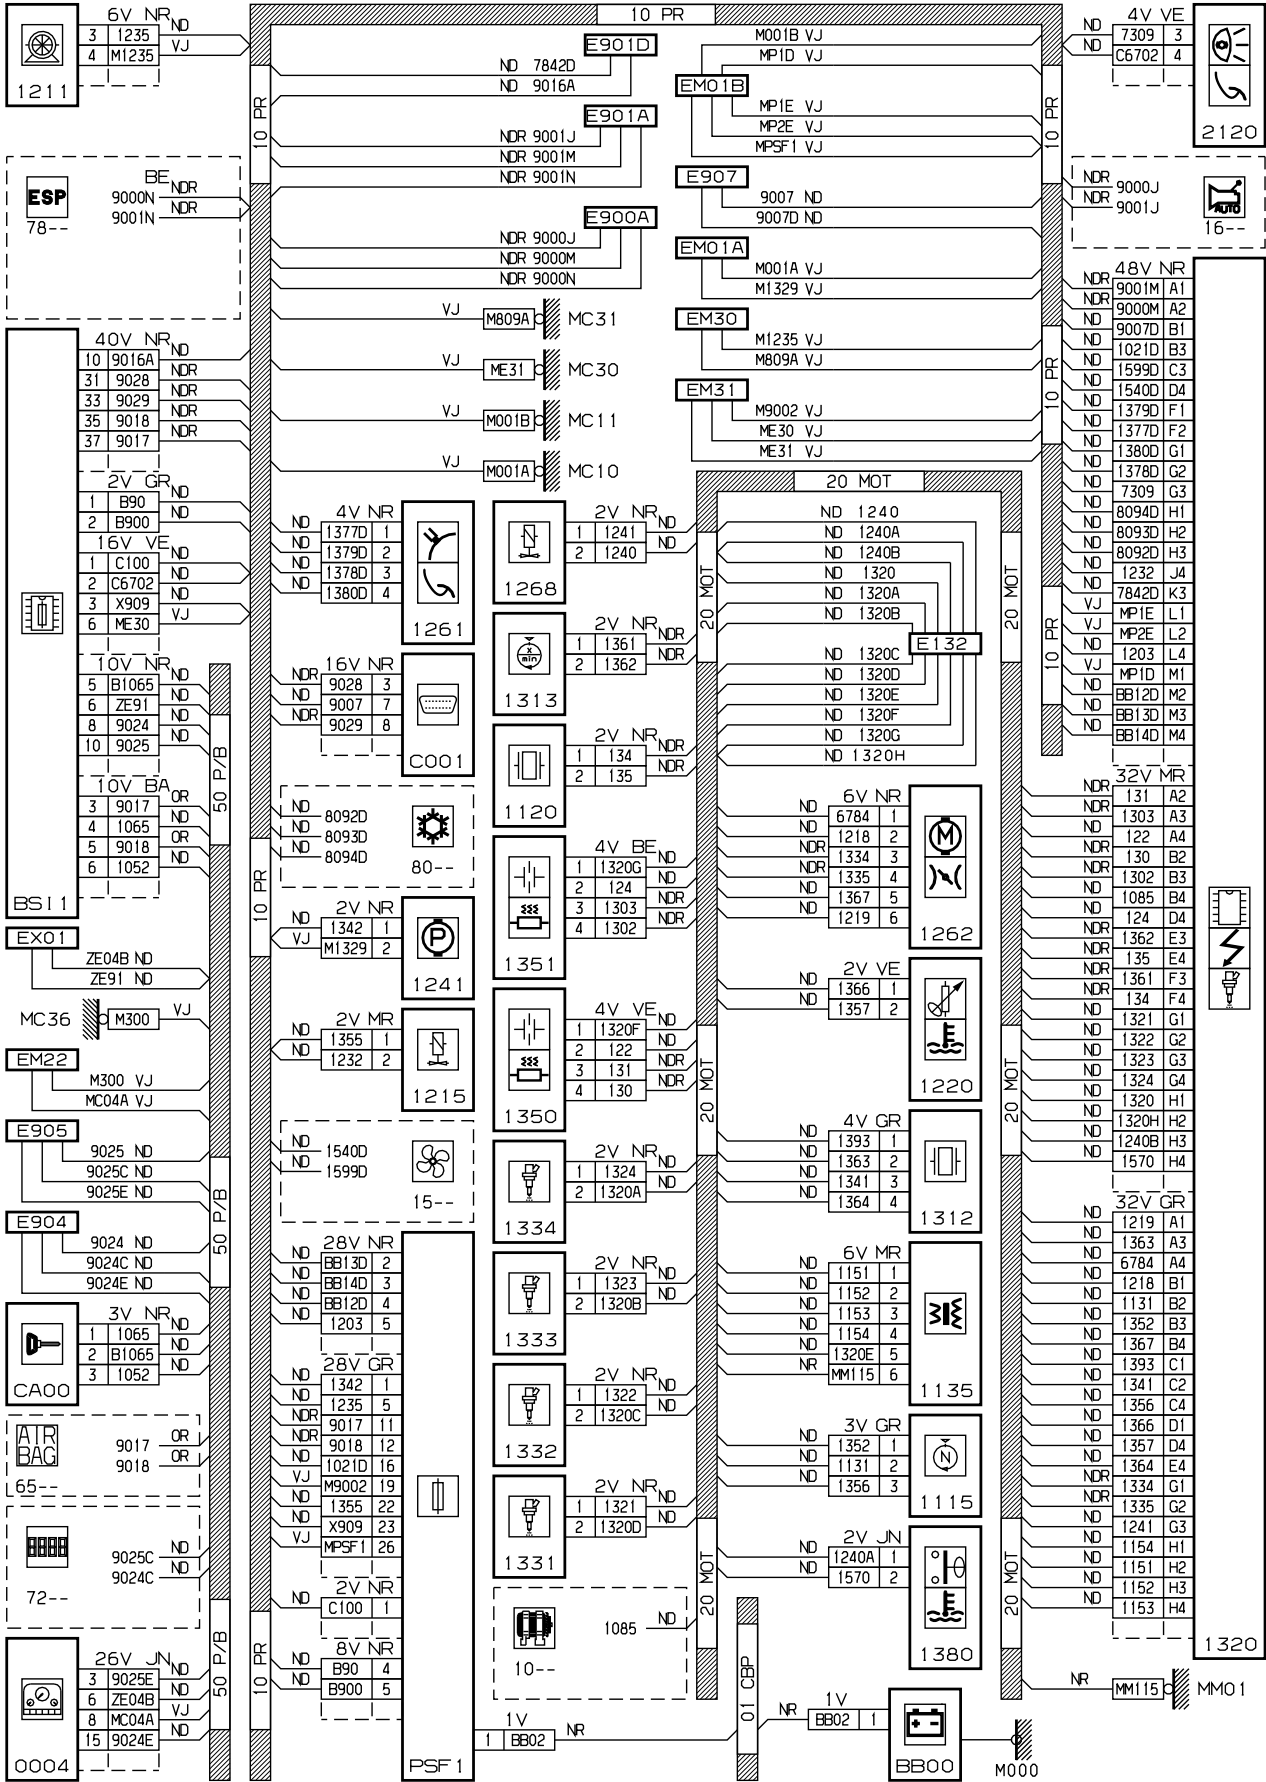 10 PR
6V NR
3 1235 ND
4 M1235 VJ
1211
BE
ESP
9000N NDR
9001N NDR
78--
40V NR
10 9016A ND
31 9028 NDR
33 9029 NDR
35 9018 NDR
37 9017 NDR
2V GR
1 B90 ND
2 B900 ND
16V VE
1 C100 ND
2 C6702 ND
3 X909 ND
6 ME30 VJ
10V NR
5 B1065 ND
6 ZE91 ND
8 9024 ND
10 9025 ND
10V BA
3 9017 OR
4 1065 ND
5 9018 OR
6 1052 ND
BSI1
EX01
ZE04B ND
ZE91 ND
MC36 M300 VJ
EM22
M300 VJ
MC04A VJ
E905
9025 ND
9025C ND
9025E ND
E904
9024 ND
9024C ND
9024E ND
3V NR
1 1065 ND
2 B1065 ND
3 1052 ND
CA00
AIR
BAG
9017 OR
9018 OR
65--
9025C ND
9024C ND
72--
26V JN
3 9025E ND
6 ZE04B ND
8 MC04A VJ
15 9024E ND
0004
50 P/B
50 P/B
50 P/B
10 PR
10 PR
10 PR
E901D
ND 7842D
ND 9016A
E901A
NDR 9001J
NDR 9001M
NDR 9001N
E900A
NDR 9000J
NDR 9000M
NDR 9000N
VJ M809A MC31
VJ ME31 MC30
VJ M001B MC11
VJ M001A MC10
4V NR
ND 1377D 1
ND 1379D 2
ND 1378D 3
ND 1380D 4
1261
16V NR
NDR 9028 3
ND 9007 7
NDR 9029 8
C001
ND 8092D
ND 8093D
ND 8094D
80--
2V NR
ND 1342 1
VJ M1329 2
1241
2V MR
ND 1355 1
ND 1232 2
1215
ND 1540D
ND 1599D
15--
28V NR
ND BB13D 2
ND BB14D 3
ND BB12D 4
ND 1203 5
28V GR
ND 1342 1
ND 1235 5
NDR 9017 11
NDR 9018 12
ND 1021D 16
VJ M9002 19
ND 1355 22
ND X909 23
VJ MPSF1 26
2V NR
ND C100 1
8V NR
ND B90 4
ND B900 5
PSF1
1V
1 BB02 NR
2V NR
1 1241 ND
2 1240 ND
1268
2V NR
1 1361 NDR
2 1362 NDR
x
min
1313
2V NR
1 134 NDR
2 135 NDR
1120
4V BE
1 1320G ND
2 124 ND
3 1303 NDR
4 1302 NDR
1351
4V VE
1 1320F ND
2 122 ND
3 131 NDR
4 130 NDR
1350
2V NR
1 1324 ND
2 1320A ND
1334
2V NR
1 1323 ND
2 1320B ND
1333
2V NR
1 1322 ND
2 1320C ND
1332
2V NR
1 1321 ND
2 1320D ND
1331
1085 ND
10--
M001B VJ
MP1D VJ
EM01B
MP1E VJ
MP2E VJ
MPSF1 VJ
E907
9007 ND
9007D ND
EM01A
M001A VJ
M1329 VJ
EM30
M1235 VJ
M809A VJ
EM31
M9002 VJ
ME30 VJ
ME31 VJ
20 MOT
ND 1240
ND 1240A
ND 1240B
ND 1320
ND 1320A
ND 1320B
E132
ND 1320C
ND 1320D
ND 1320E
ND 1320F
ND 1320G
ND 1320H
20 MOT
20 MOT
20 MOT
6V NR
ND 6784 1
ND 1218 2
NDR 1334 3
NDR 1335 4
ND 1367 5
ND 1219 6
M
1262
2V VE
ND 1366 1
ND 1357 2
1220
4V GR
ND 1393 1
ND 1363 2
ND 1341 3
ND 1364 4
1312
6V MR
ND 1151 1
ND 1152 2
ND 1153 3
ND 1154 4
ND 1320E 5
NR MM115 6
1135
3V GR
ND 1352 1
ND 1131 2
ND 1356 3
N
1115
2V JN
ND 1240A 1
ND 1570 2
1380
01 CBP
1V
NR BB02 1
BB00
M000
20 MOT
20 MOT
20 MOT
10 PR
10 PR
10 PR
4V VE
ND 7309 3
ND C6702 4
2120
NDR 9000J
NDR 9001J
AUTO
16--
48V NR
NDR 9001M A1
NDR 9000M A2
ND 9007D B1
ND 1021D B3
ND 1599D C3
ND 1540D D4
ND 1379D F1
ND 1377D F2
ND 1380D G1
ND 1378D G2
ND 7309 G3
ND 8094D H1
ND 8093D H2
ND 8092D H3
ND 1232 J4
ND 7842D K3
VJ MP1E L1
VJ MP2E L2
ND 1203 L4
VJ MP1D M1
ND BB12D M2
ND BB13D M3
ND BB14D M4
32V MR
NDR 131 A2
NDR 1303 A3
ND 122 A4
NDR 130 B2
NDR 1302 B3
ND 1085 B4
ND 124 D4
NDR 1362 E3
NDR 135 E4
NDR 1361 F3
NDR 134 F4
ND 1321 G1
ND 1322 G2
ND 1323 G3
ND 1324 G4
ND 1320 H1
ND 1320H H2
ND 1240B H3
ND 1570 H4
32V GR
ND 1219 A1
ND 1363 A3
ND 6784 A4
ND 1218 B1
ND 1131 B2
ND 1352 B3
ND 1367 B4
ND 1393 C1
ND 1341 C2
ND 1356 C4
ND 1366 D1
ND 1357 D4
ND 1364 E4
NDR 1334 G1
NDR 1335 G2
ND 1241 G3
ND 1154 H1
ND 1151 H2
ND 1152 H3
ND 1153 H4
1320
NR MM115 MM01